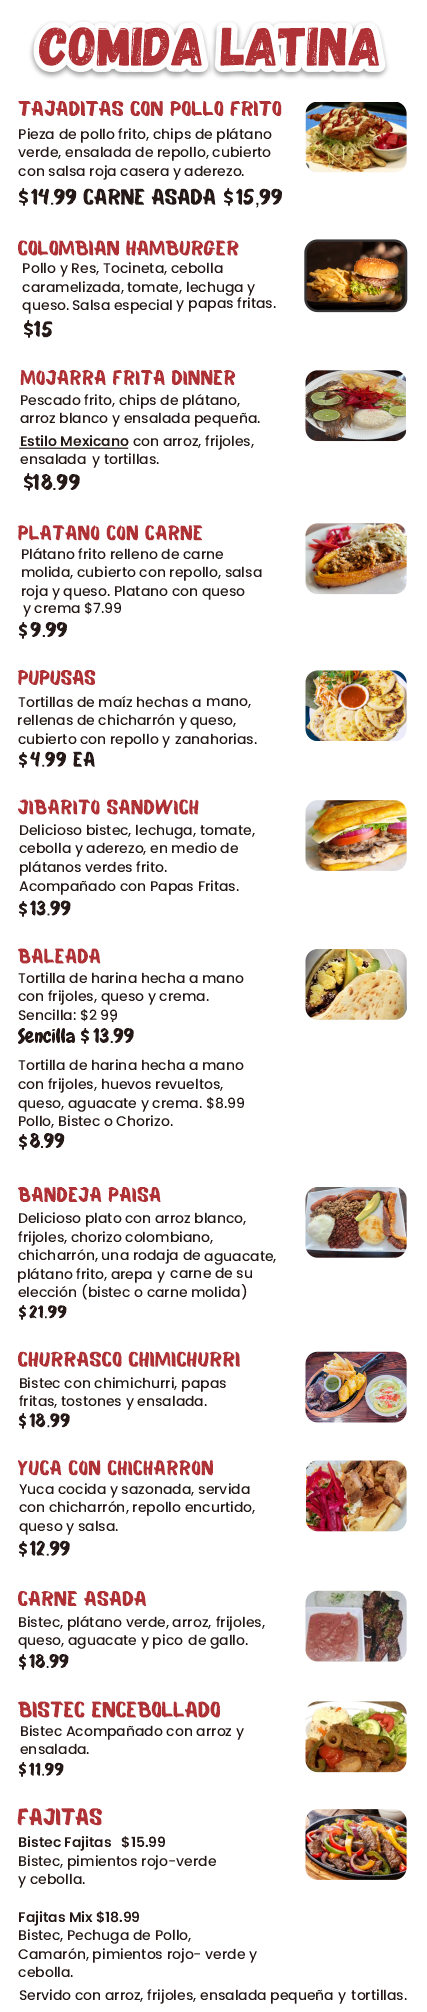 COMIDA LATINA
TAJADITAS CON POLLO FRITO
Pieza de pollo frito, chips de plátano
verde, ensalada de repollo, cubierto
con salsa roja casera y aderezo.
$14.99 CARNE ASADA $15,99
COLOMBIAN HAMBURGER
Pollo y Res, Tocineta, cebolla
caramelizada, tomate, lechuga y
queso. Salsa especial y papas fritas.
$15
MOJARRA FRITA DINNER
Pescado frito, chips de plátano,
arroz blanco y ensalada pequeña.
Estilo Mexicano con arroz, frijoles,
ensalada y tortillas.
$18.99
PLATANO CON CARNE
Plátano frito relleno de carne
molida, cubierto con repollo, salsa
roja y queso. Platano con queso
y crema $7.99
$9.99
PUPUSAS
Tortillas de maíz hechas a mano,
rellenas de chicharrón y queso,
cubierto con repollo y zanahorias.
$4.99 EA
JIBARITO SANDWICH
Delicioso bistec, lechuga, tomate,
cebolla y aderezo, en medio de
plátanos verdes frito.
Acompañado con Papas Fritas.
$13.99
BALEADA
Tortilla de harina hecha a mano
con frijoles, queso y crema.
Sencilla: $2 99
Sencilla $13.99
Tortilla de harina hecha a mano
con frijoles, huevos revueltos,
queso, aguacate y crema. $8.99
Pollo, Bistec o Chorizo.
$8.99
BANDEJA PAISA
Delicioso plato con arroz blanco,
frijoles, chorizo colombiano,
chicharrón, una rodaja de aguacate,
plátano frito, arepa y carne de su
elección (bistec o carne molida)
$21.99
CHURRASCO CHIMICHURRI
Bistec con chimichurri, papas
fritas, tostones y ensalada.
$18.99
YUCA CON CHICHARRON
Yuca cocida y sazonada, servida
con chicharrón, repollo encurtido,
queso y salsa.
$12.99
CARNE ASADA
Bistec, plátano verde, arroz, frijoles,
queso, aguacate y pico de gallo.
$18.99
BISTEC ENCEBOLLADO
Bistec Acompañado con arroz y
ensalada.
$11.99
FAJITAS
Bistec Fajitas $15.99
Bistec, pimientos rojo-verde
y cebolla.
Fajitas Mix $18.99
Bistec, Pechuga de Pollo,
Camarón, pimientos rojo- verde y
cebolla.
Servido con arroz, frijoles, ensalada pequeña y tortillas.